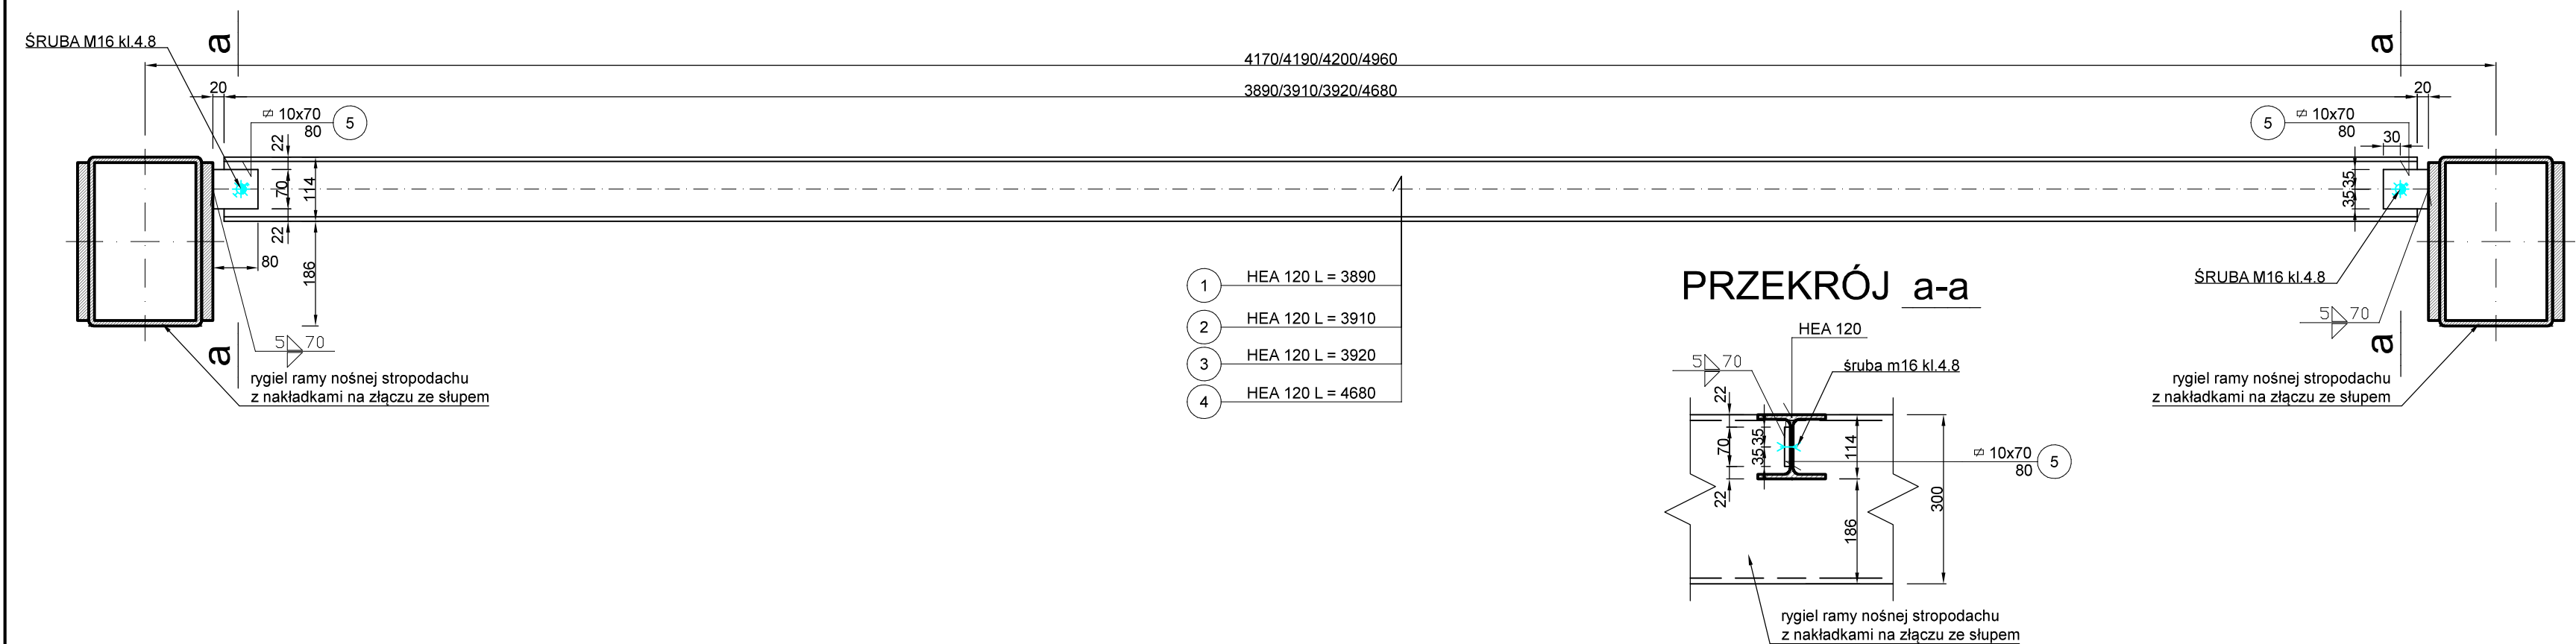 ŚRUBA M16 kl.4.8
a
a
4170/4190/4200/4960
3890/3910/3920/4680
20
20
10x70
80
5
5
10x70
80
30
22
70
22
114
186
80
35
35
5 70
a
rygiel ramy nośnej stropodachu
z nakładkami na złączu ze słupem
1 HEA 120 L = 3890
2 HEA 120 L = 3910
3 HEA 120 L = 3920
4 HEA 120 L = 4680
ŚRUBA M16 kl.4.8
5 70
a
rygiel ramy nośnej stropodachu
z nakładkami na złączu ze słupem
PRZEKRÓJ a-a
HEA 120
5 70
śruba m16 kl.4.8
22
70
22
35
35
114
186
300
10x70
80
5
rygiel ramy nośnej stropodachu
z nakładkami na złączu ze słupem